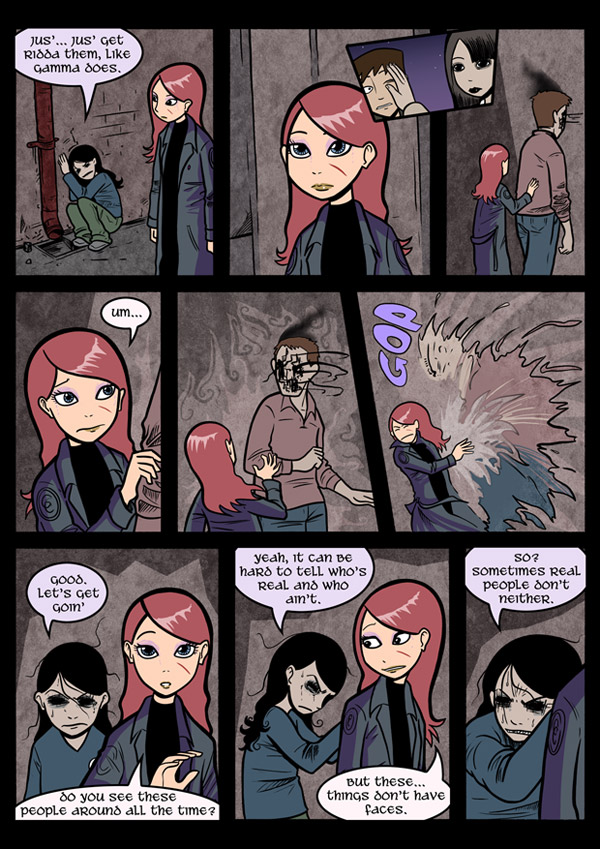 JUS'... JUS' GET
RIDDA THEM, LIKE
GAMMA DOES.
UM...
GOP
GOOD.
LET'S GET
GOIN'
DO YOU SEE THESE
PEOPLE AROUND ALL THE TIME?
YEAH, IT CAN BE
HARD TO TELL WHO'S
REAL AND WHO
AIN'T.
BUT THESE...
THINGS DON'T HAVE
FACES.
SO?
SOMETIMES REAL
PEOPLE DON'T
NEITHER.